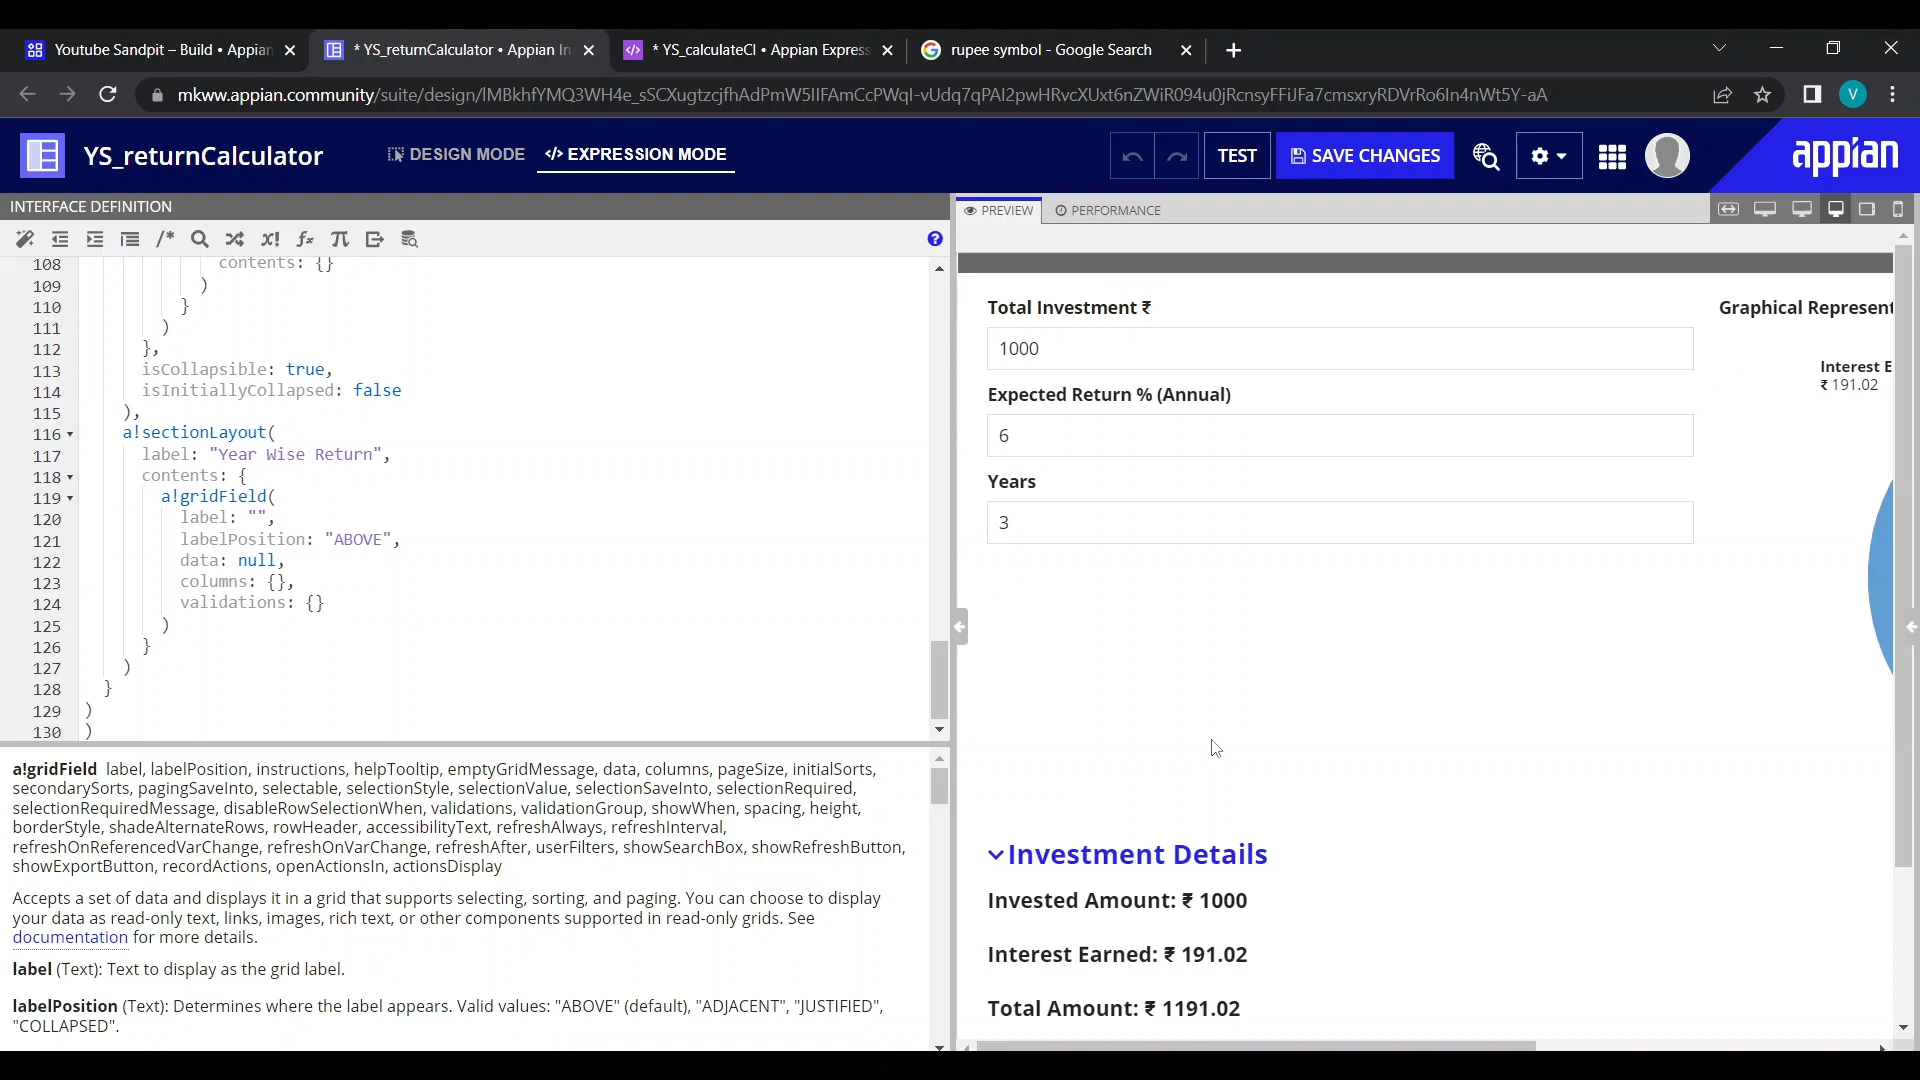 Youtube Sandpit – Build • Appian
* YS_returnCalculator • Appian In
* YS_calculateCI • Appian Express
rupee symbol - Google Search
mkww.appian.community/suite/design/
V
YS_returnCalculator
DESIGN MODE
</> EXPRESSION MODE
TEST
SAVE CHANGES
appian
INTERFACE DEFINITION
PREVIEW
PERFORMANCE
108 contents: {}
109 )
110 }
111 )
112 },
113 isCollapsible: true,
114 isInitiallyCollapsed: false
115 ),
116 a!sectionLayout(
117 label: "Year Wise Return",
118 contents: {
119 a!gridField(
120 label: "",
121 labelPosition: "ABOVE",
122 data: null,
123 columns: {},
124 validations: {}
125 )
126 }
127 )
128 }
129 )
130 )
a!gridField label, labelPosition, instructions, helpTooltip, emptyGridMessage, data, columns, pageSize, initialSorts,
secondarySorts, pagingSaveInto, selectable, selectionStyle, selectionValue, selectionSaveInto, selectionRequired,
selectionRequiredMessage, disableRowSelectionWhen, validations, validationGroup, showWhen, spacing, height,
borderStyle, shadeAlternateRows, rowHeader, accessibilityText, refreshAlways, refreshInterval,
refreshOnReferencedVarChange, refreshOnVarChange, refreshAfter, userFilters, showSearchBox, showRefreshButton,
showExportButton, recordActions, openActionsIn, actionsDisplay
Accepts a set of data and displays it in a grid that supports selecting, sorting, and paging. You can choose to display
your data as read-only text, links, images, rich text, or other components supported in read-only grids. See
documentation for more details.
label (Text): Text to display as the grid label.
labelPosition (Text): Determines where the label appears. Valid values: "ABOVE" (default), "ADJACENT", "JUSTIFIED",
"COLLAPSED".
Total Investment ₹
1000
Expected Return % (Annual)
6
Years
3
Graphical Represent
Interest E
₹ 191.02
Investment Details
Invested Amount: ₹ 1000
Interest Earned: ₹ 191.02
Total Amount: ₹ 1191.02